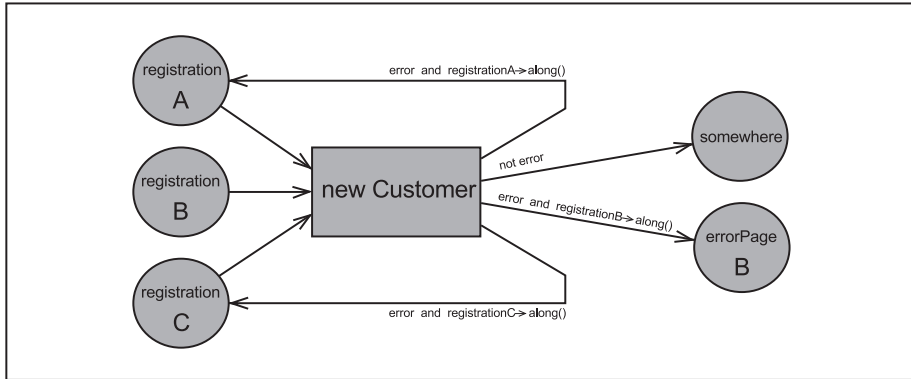 registration
A
error and registrationA→along()
somewhere
not error
registration
B
new Customer
error and registrationB→along()
errorPage
B
registration
C
error and registrationC→along()